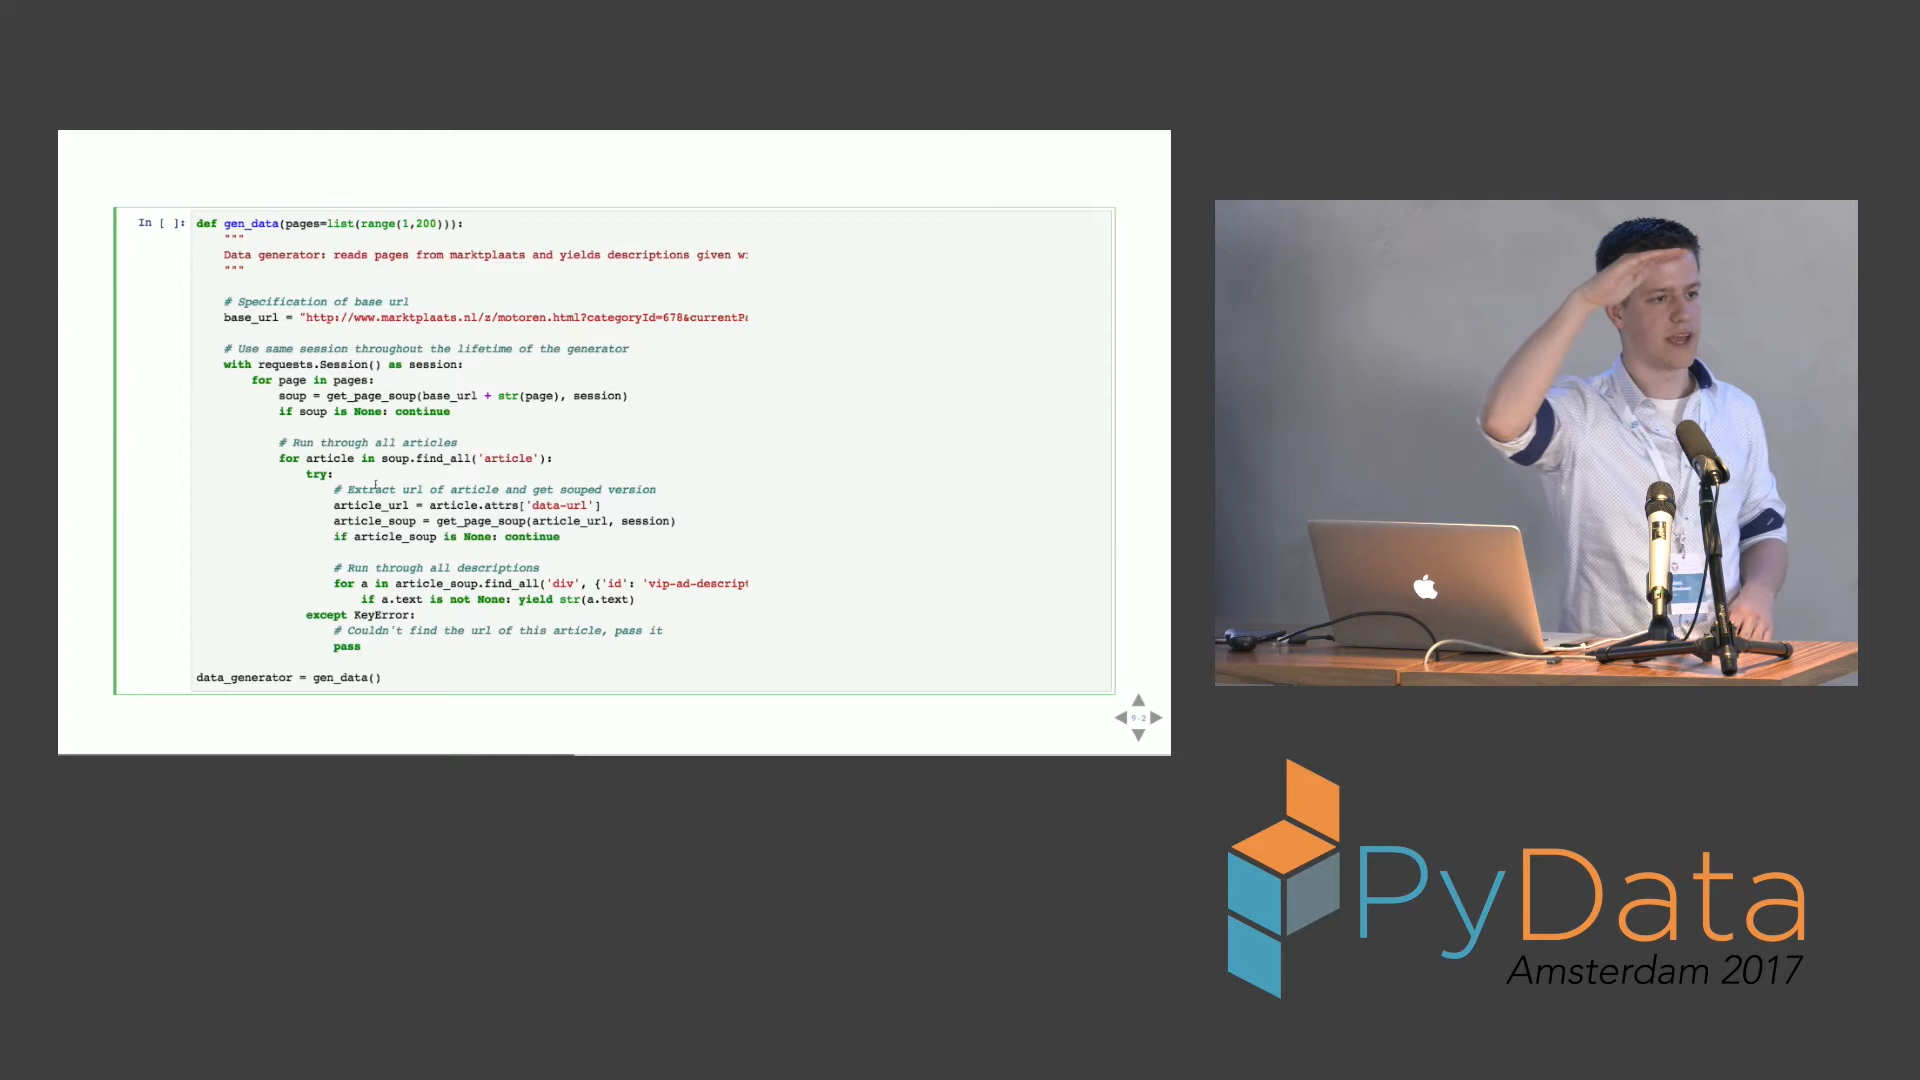 In [ ]: def gen_data(pages=list(range(1,200))):
"""
Data generator: reads pages from marktplaats and yields descriptions given wi
"""
# Specification of base url
base_url = "http://www.marktplaats.nl/z/motoren.html?categoryId=678&currentPa
# Use same session throughout the lifetime of the generator
with requests.Session() as session:
for page in pages:
soup = get_page_soup(base_url + str(page), session)
if soup is None: continue
# Run through all articles
for article in soup.find_all('article'):
try:
# Extract url of article and get souped version
article_url = article.attrs['data-url']
article_soup = get_page_soup(article_url, session)
if article_soup is None: continue
# Run through all descriptions
for a in article_soup.find_all('div', {'id': 'vip-ad-descript
if a.text is not None: yield str(a.text)
except KeyError:
# Couldn't find the url of this article, pass it
pass
data_generator = gen_data()
9-2
PyData
Amsterdam 2017